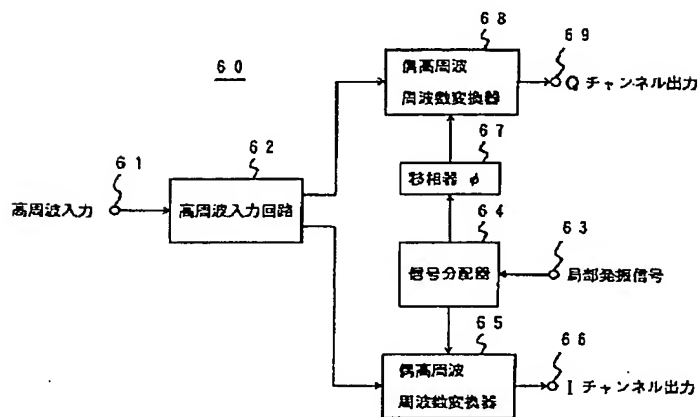 68
69
偶高周波
周波数変換器
Qチャンネル出力
60
67
移相器 φ
61
62
64
63
高周波入力
高周波入力回路
信号分配器
局部発振信号
65
66
偶高周波
周波数変換器
Iチャンネル出力